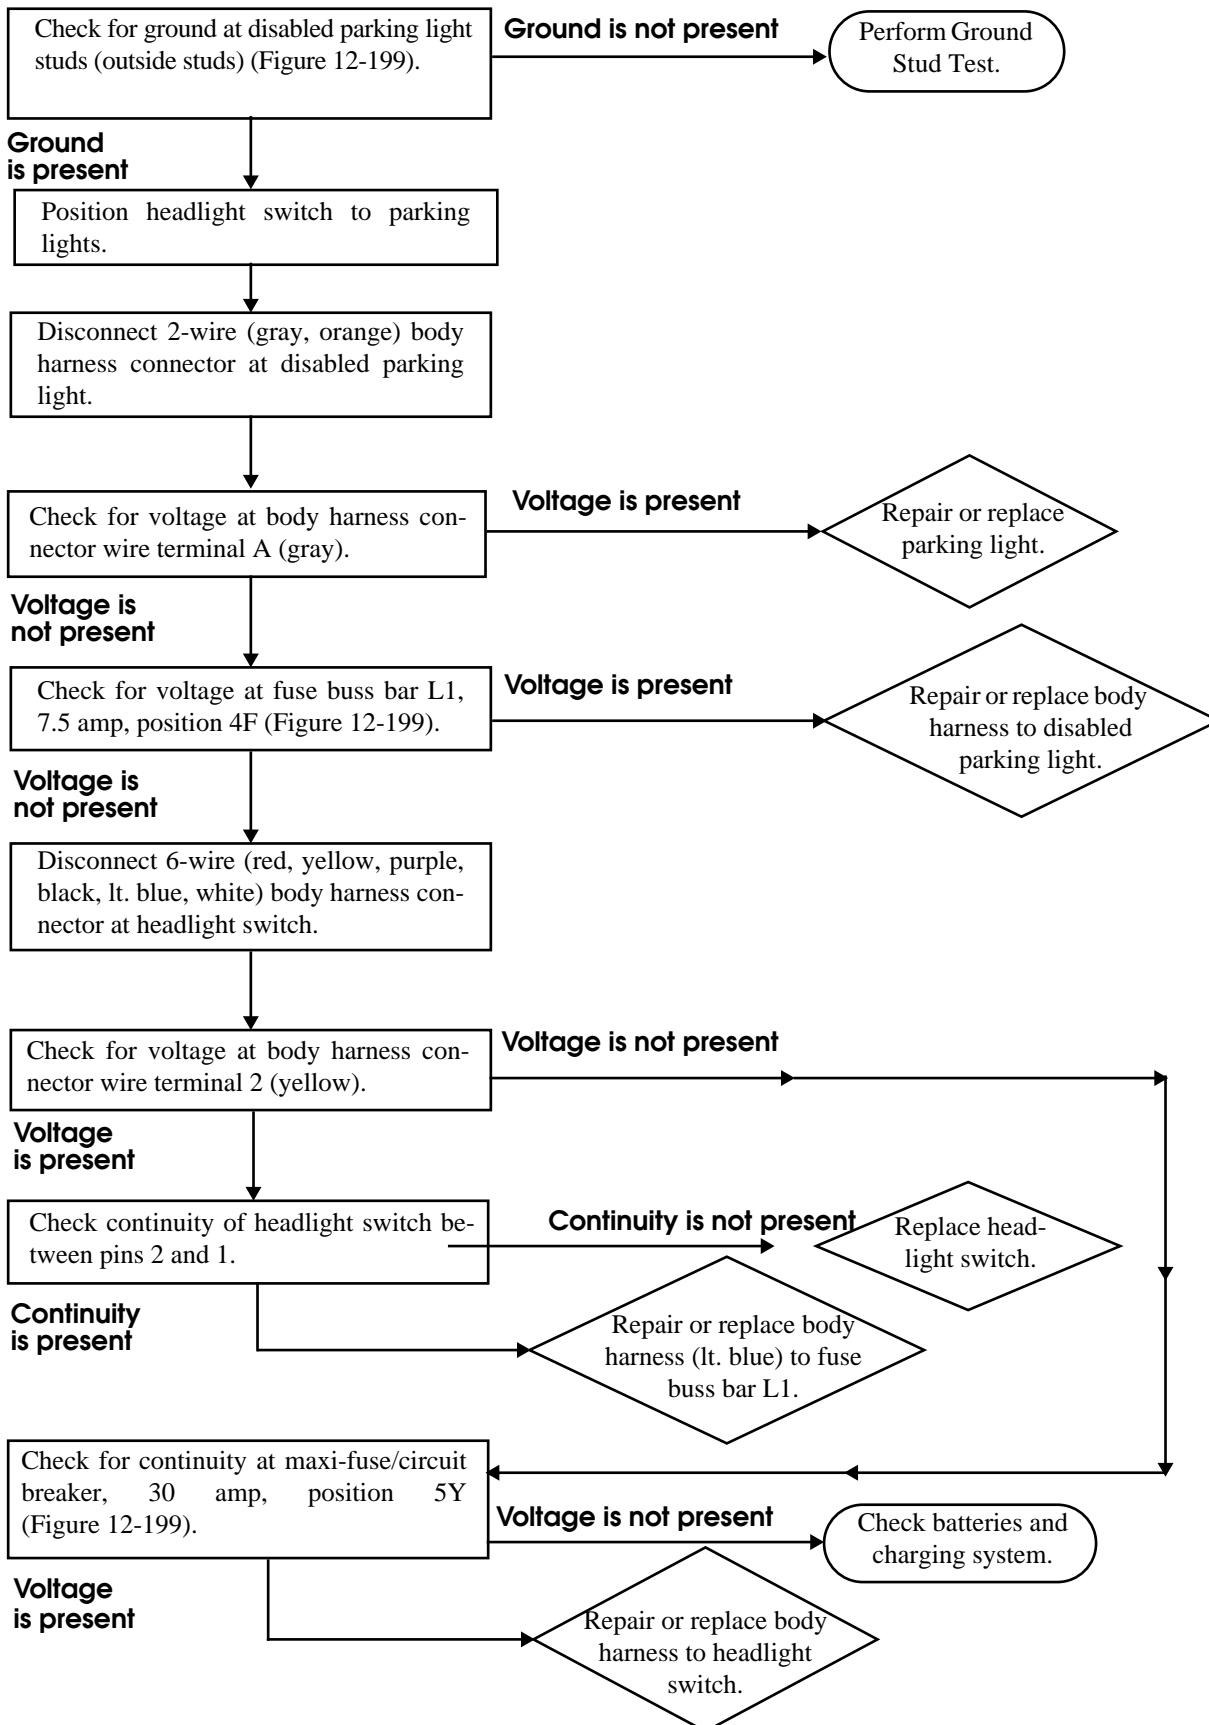 Check for ground at disabled parking light
studs (outside studs) (Figure 12-199).
Ground is not present
Perform Ground
Stud Test.
Ground
is present
Position headlight switch to parking
lights.
Disconnect 2-wire (gray, orange) body
harness connector at disabled parking
light.
Check for voltage at body harness con-
nector wire terminal A (gray).
Voltage is present
Repair or replace
parking light.
Voltage is
not present
Check for voltage at fuse buss bar L1,
7.5 amp, position 4F (Figure 12-199).
Voltage is present
Repair or replace body
harness to disabled
parking light.
Voltage is
not present
Disconnect 6-wire (red, yellow, purple,
black, lt. blue, white) body harness con-
nector at headlight switch.
Check for voltage at body harness con-
nector wire terminal 2 (yellow).
Voltage is not present
Voltage
is present
Check continuity of headlight switch be-
tween pins 2 and 1.
Continuity is not present
Replace head-
light switch.
Continuity
is present
Repair or replace body
harness (lt. blue) to fuse
buss bar L1.
Check for continuity at maxi-fuse/circuit
breaker, 30 amp, position 5Y
(Figure 12-199).
Voltage is not present
Check batteries and
charging system.
Voltage
is present
Repair or replace body
harness to headlight
switch.